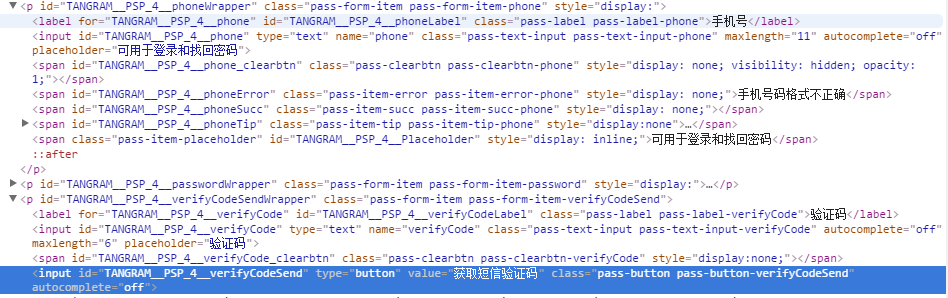 ▼<p id="TANGRAM__PSP_4__phoneWrapper" class="pass-form-item pass-form-item-phone" style="display:">
<label for="TANGRAM__PSP_4__phone" id="TANGRAM__PSP_4__phoneLabel" class="pass-label pass-label-phone">手机号</label>
<input id="TANGRAM__PSP_4__phone" type="text" name="phone" class="pass-text-input pass-text-input-phone" maxlength="11" autocomplete="off"
placeholder="可用于登录和找回密码">
<span id="TANGRAM__PSP_4__phone_clearbtn" class="pass-clearbtn pass-clearbtn-phone" style="display: none; visibility: hidden; opacity:
1;"></span>
<span id="TANGRAM__PSP_4__phoneError" class="pass-item-error pass-item-error-phone" style="display: none;">手机号码格式不正确</span>
<span id="TANGRAM__PSP_4__phoneSucc" class="pass-item-succ pass-item-succ-phone" style="display: none;"></span>
▶<span id="TANGRAM__PSP_4__phoneTip" class="pass-item-tip pass-item-tip-phone" style="display:none">…</span>
<span class="pass-item-placeholder" id="TANGRAM__PSP_4__Placeholder" style="display: inline;">可用于登录和找回密码</span>
::after
</p>
▶<p id="TANGRAM__PSP_4__passwordWrapper" class="pass-form-item pass-form-item-password" style="display:">…</p>
▼<p id="TANGRAM__PSP_4__verifyCodeSendWrapper" class="pass-form-item pass-form-item-verifyCodeSend">
<label for="TANGRAM__PSP_4__verifyCode" id="TANGRAM__PSP_4__verifyCodeLabel" class="pass-label pass-label-verifyCode">验证码</label>
<input id="TANGRAM__PSP_4__verifyCode" type="text" name="verifyCode" class="pass-text-input pass-text-input-verifyCode" autocomplete="off"
maxlength="6" placeholder="验证码">
<span id="TANGRAM__PSP_4__verifyCode_clearbtn" class="pass-clearbtn pass-clearbtn-verifyCode" style="display:none;"></span>
<input id="TANGRAM__PSP_4__verifyCodeSend" type="button" value="获取短信验证码" class="pass-button pass-button-verifyCodeSend"
autocomplete="off">